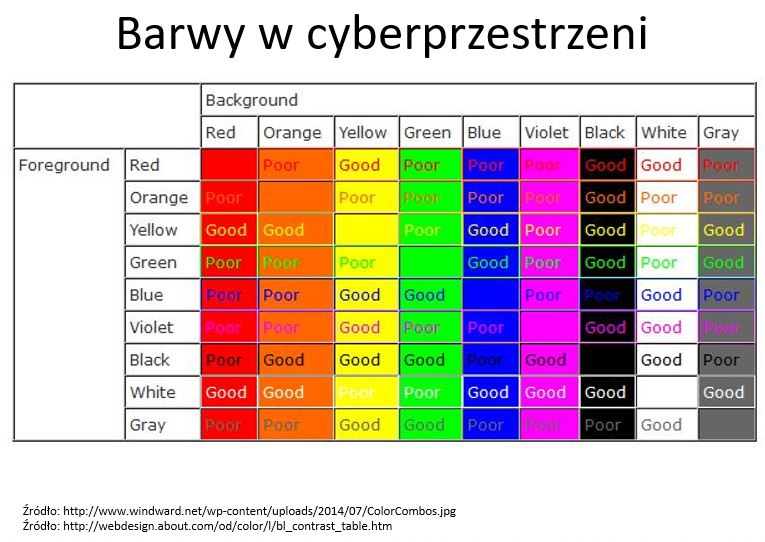 Barwy w cyberprzestrzeni
Background
Red Orange Yellow Green Blue Violet Black White Gray
Foreground Red Poor Good Poor Poor Poor Good Good Poor
Orange Poor Poor Poor Poor Poor Good Poor Poor
Yellow Good Good Poor Good Poor Good Poor Good
Green Poor Poor Poor Good Poor Good Poor Good
Blue Poor Poor Good Good Poor Poor Good Poor
Violet Poor Poor Good Poor Poor Good Good Poor
Black Poor Good Good Good Poor Good Good Poor
White Good Good Poor Poor Good Good Good Good
Gray Poor Poor Good Good Poor Poor Poor Good
Źródło: http://www.windward.net/wp-content/uploads/2014/07/ColorCombos.jpg
Źródło: http://webdesign.about.com/od/color/l/bl_contrast_table.htm